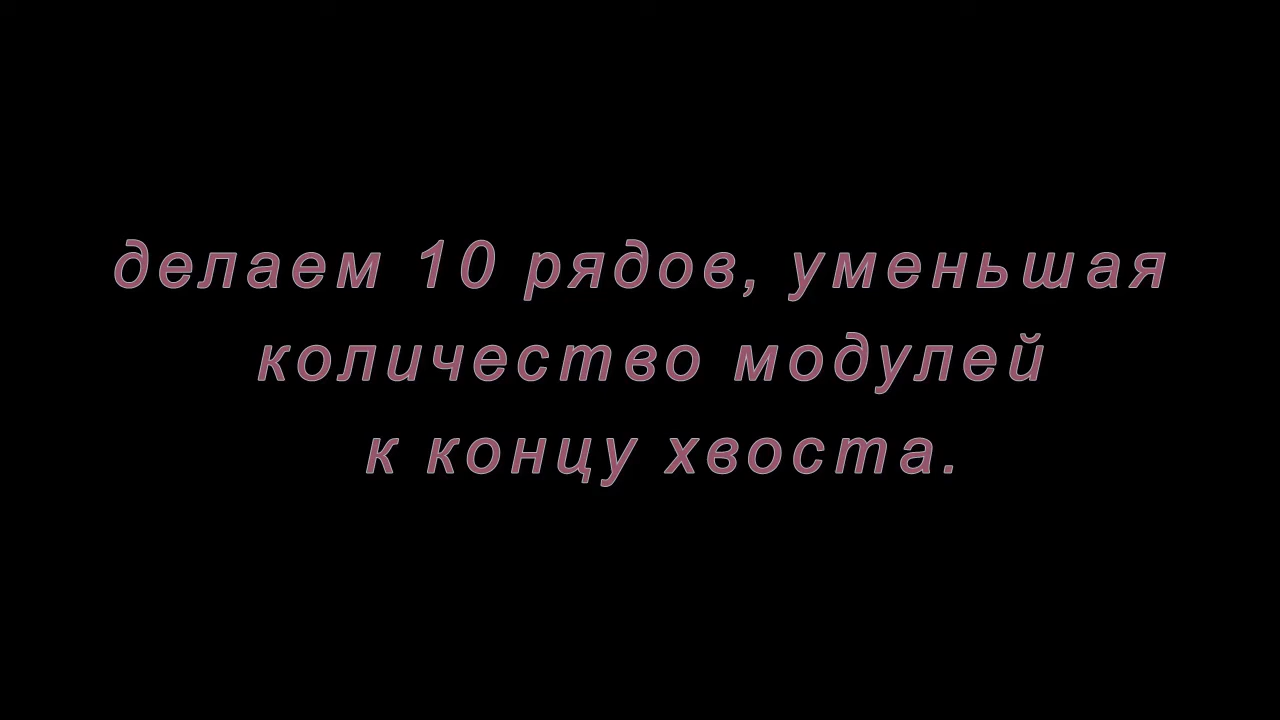 делаем 10 рядов, уменьшая
количество модулей
к концу хвоста.